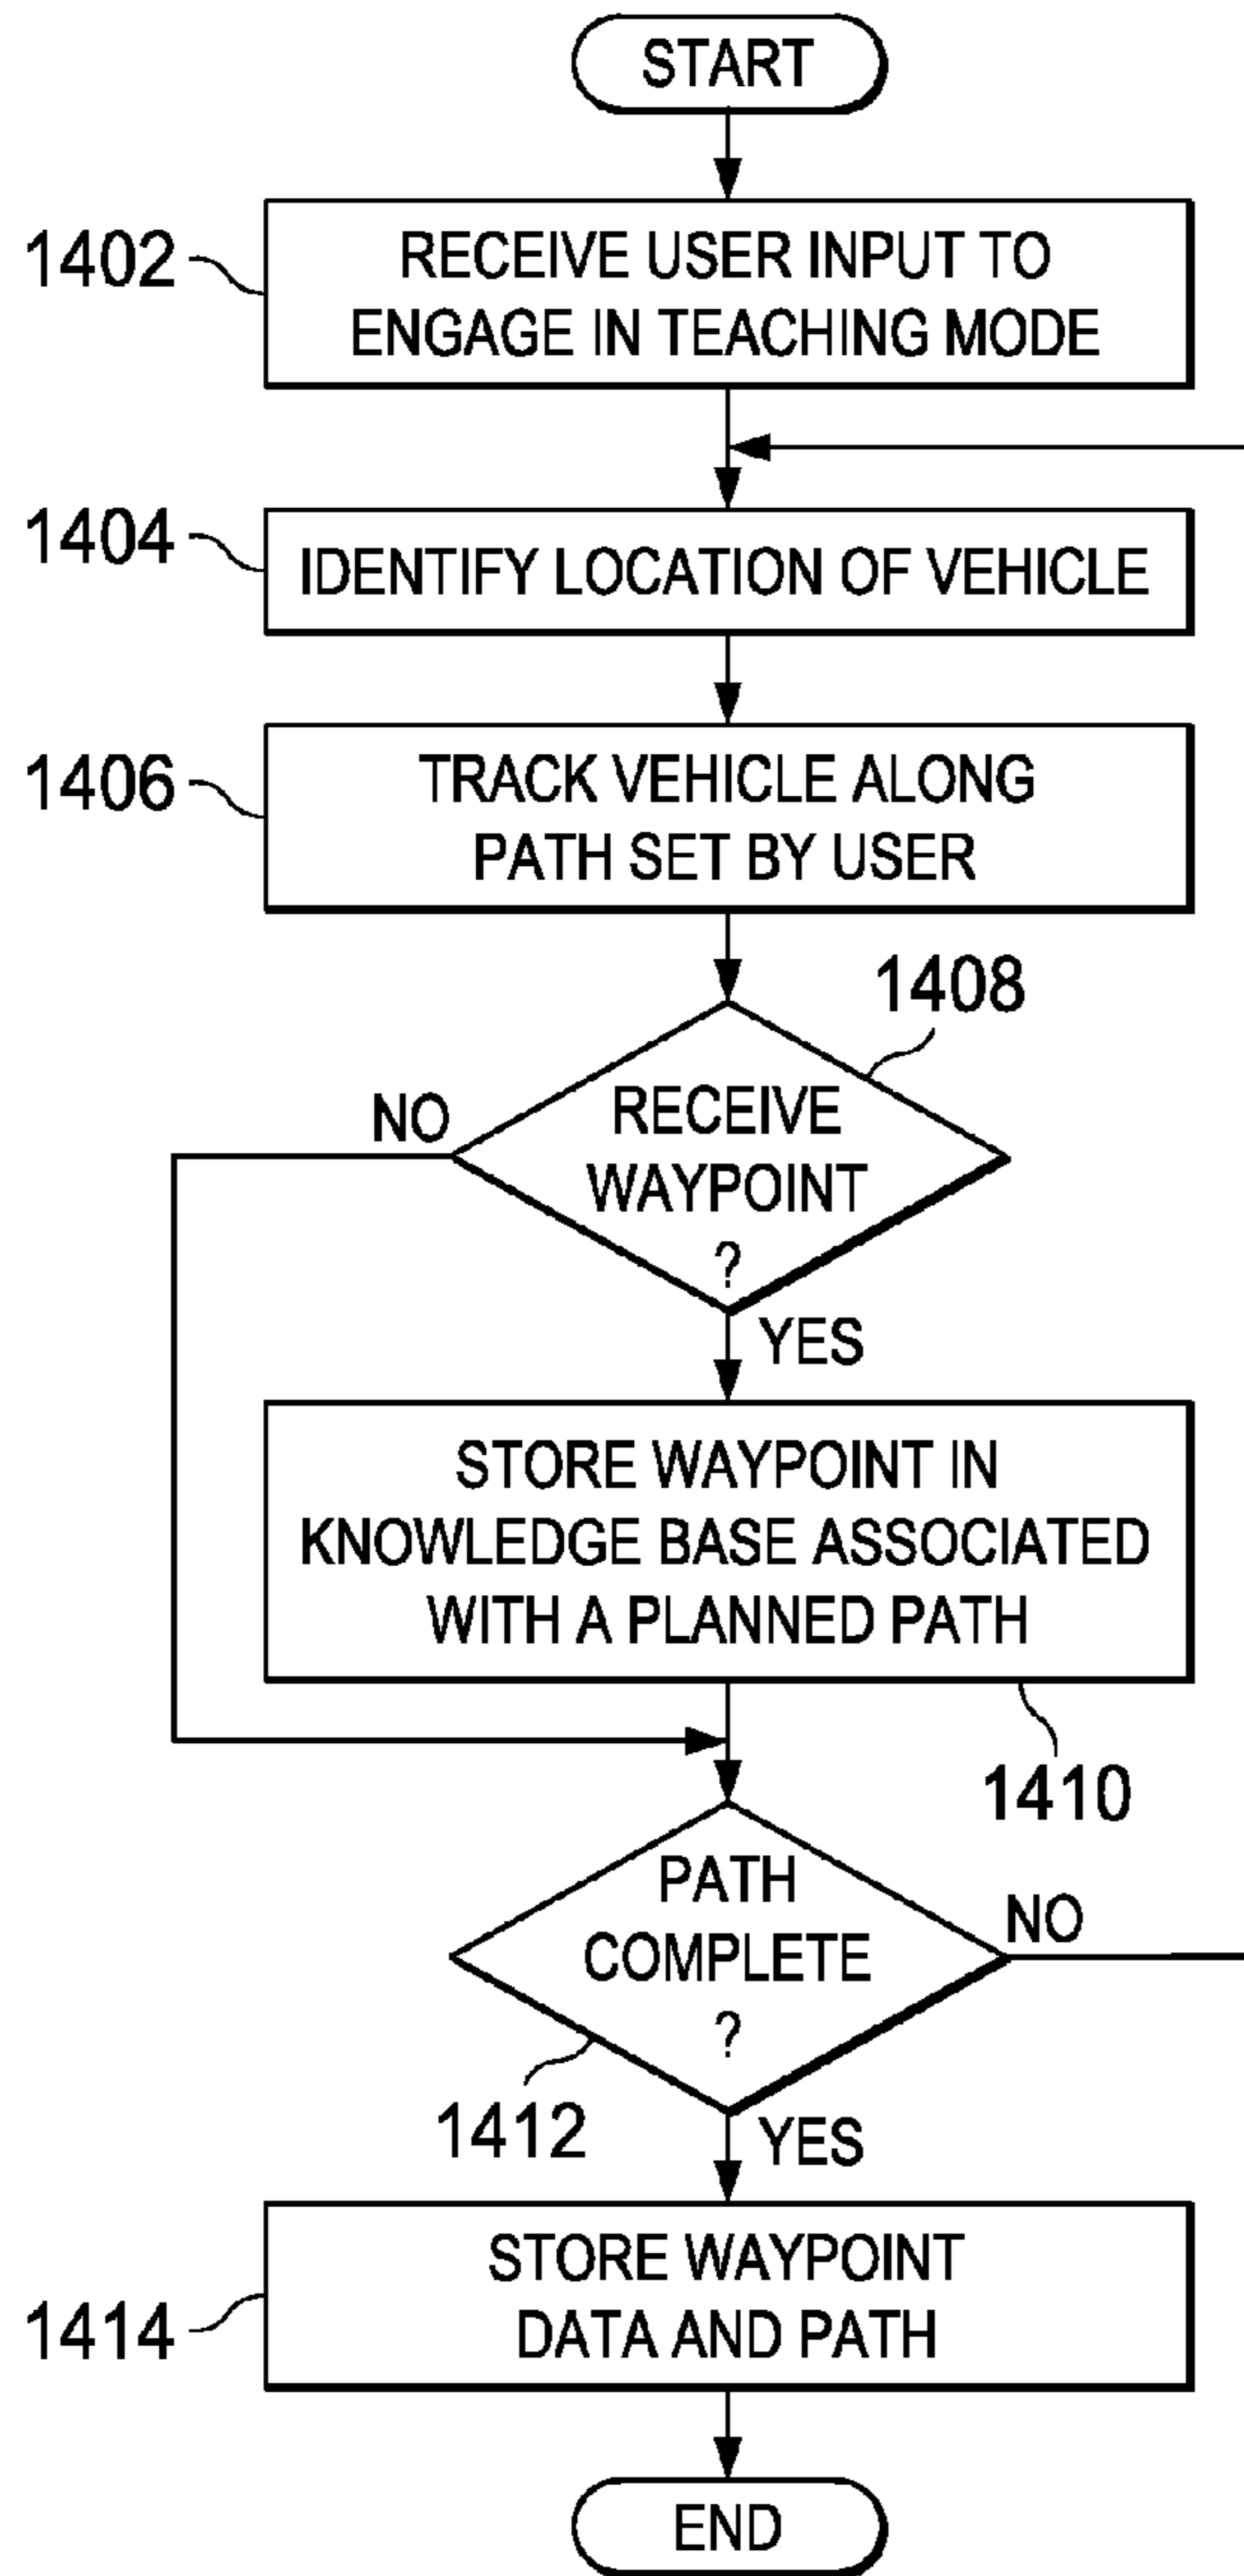 START
1402
RECEIVE USER INPUT TO
ENGAGE IN TEACHING MODE
1404
IDENTIFY LOCATION OF VEHICLE
1406
TRACK VEHICLE ALONG
PATH SET BY USER
1408
NO
RECEIVE
WAYPOINT
?
YES
STORE WAYPOINT IN
KNOWLEDGE BASE ASSOCIATED
WITH A PLANNED PATH
1410
PATH
COMPLETE
?
NO
1412
YES
1414
STORE WAYPOINT
DATA AND PATH
END